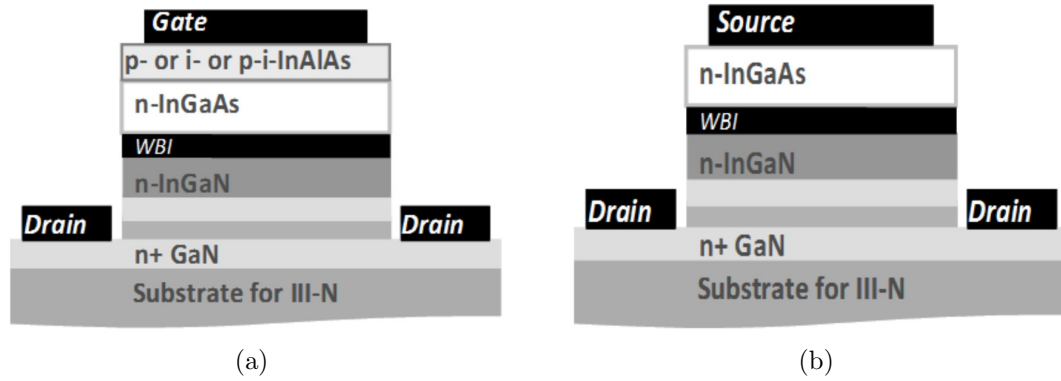 Gate
p- or i- or p-i-InAlAs
n-InGaAs
WBI
n-InGaN
Drain
Drain
n+ GaN
Substrate for III-N
(a)
Source
n-InGaAs
WBI
n-InGaN
Drain
Drain
n+ GaN
Substrate for III-N
(b)